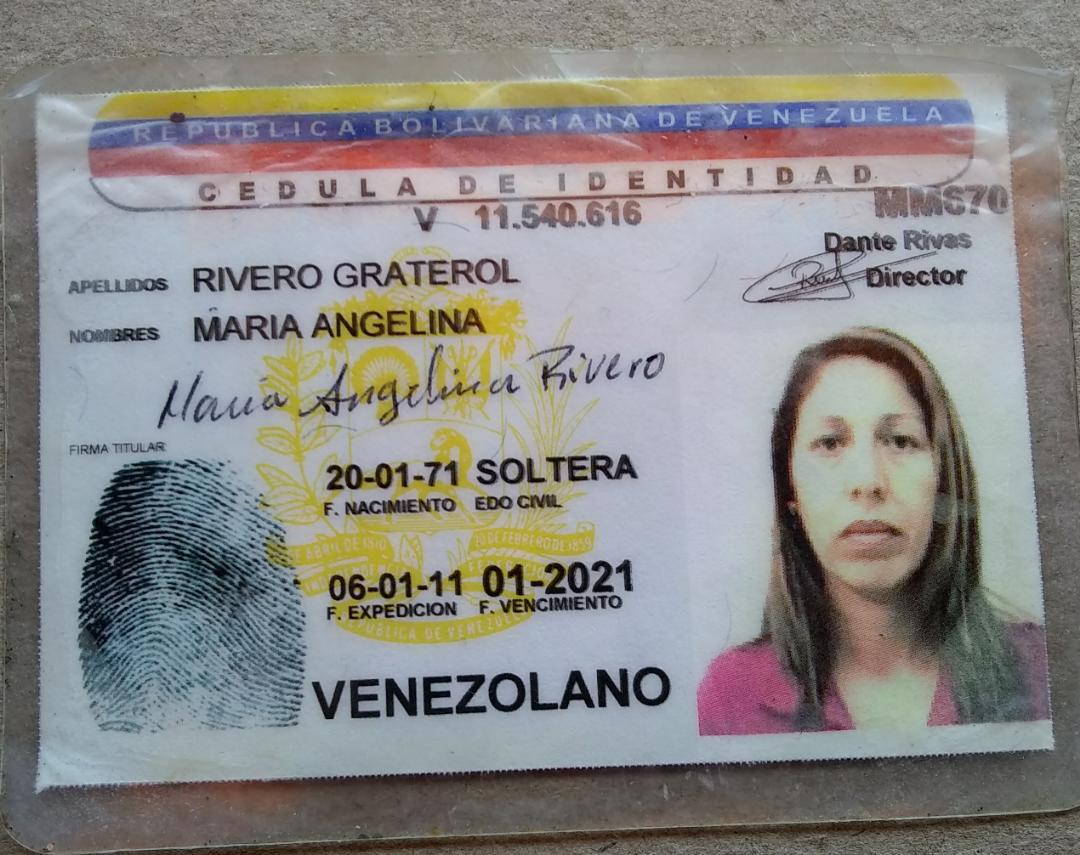 REPUBLICA BOLIVARIANA DE VENEZUELA
CEDULA DE IDENTIDAD
V 11.540.616
MM670
Dante Rivas
Director
APELLIDOS RIVERO GRATEROL
NOMBRES MARIA ANGELINA
Maria Angelina Rivero
FIRMA TITULAR
20-01-71 SOLTERA
F. NACIMIENTO EDO CIVIL
DE ABRIL DE 1810 20 DE FEBRERO DE 1859
06-01-11 01-2021
F. EXPEDICION F. VENCIMIENTO
REPUBLICA DE VENEZUELA
VENEZOLANO